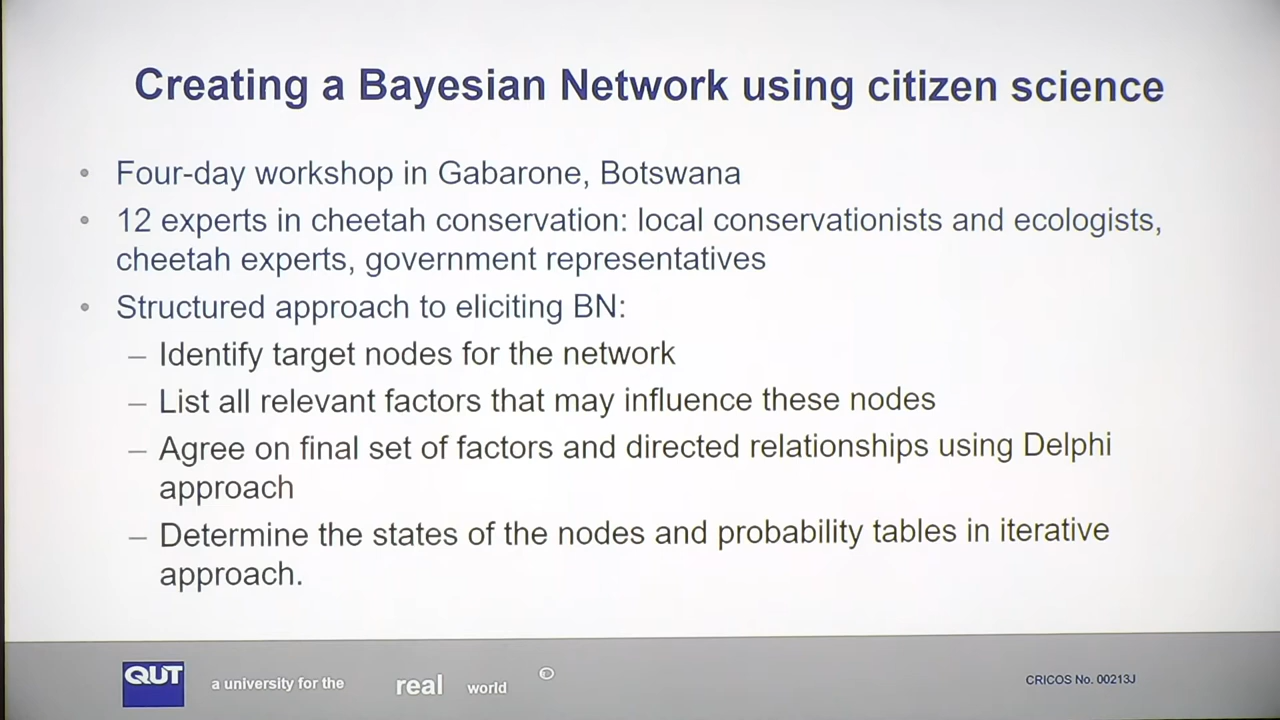 Creating a Bayesian Network using citizen science
• Four-day workshop in Gabarone, Botswana
• 12 experts in cheetah conservation: local conservationists and ecologists,
cheetah experts, government representatives
• Structured approach to eliciting BN:
– Identify target nodes for the network
– List all relevant factors that may influence these nodes
– Agree on final set of factors and directed relationships using Delphi
approach
– Determine the states of the nodes and probability tables in iterative
approach.
QUT a university for the real world
CRICOS No. 00213J